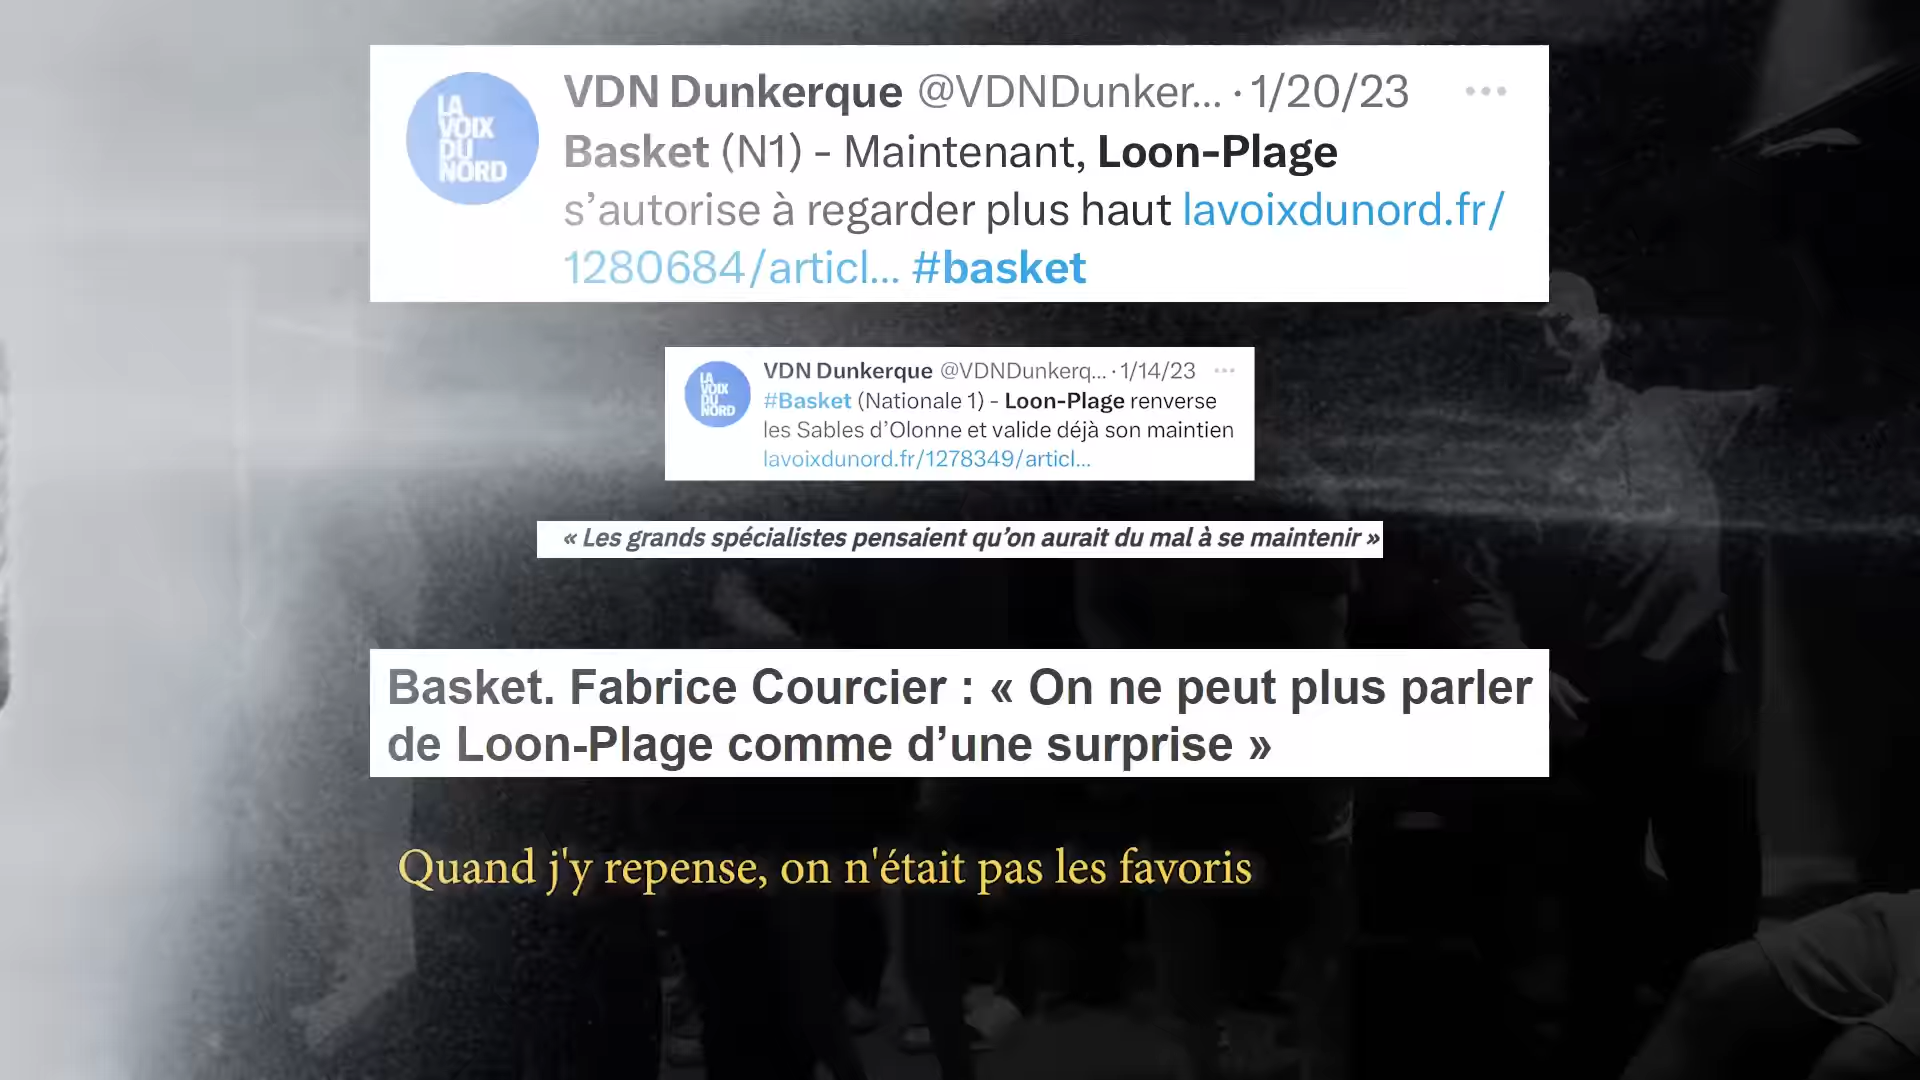 LA
VOIX
DU
NORD
VDN Dunkerque @VDNDunker... · 1/20/23
Basket (N1) - Maintenant, Loon-Plage
s’autorise à regarder plus haut lavoixdunord.fr/
1280684/articl... #basket
LA
VOIX
DU
NORD
VDN Dunkerque @VDNDunkerq... · 1/14/23
#Basket (Nationale 1) - Loon-Plage renverse
les Sables d’Olonne et valide déjà son maintien
lavoixdunord.fr/1278349/articl...
« Les grands spécialistes pensaient qu’on aurait du mal à se maintenir »
Basket. Fabrice Courcier : « On ne peut plus parler
de Loon-Plage comme d’une surprise »
Quand j'y repense, on n'était pas les favoris